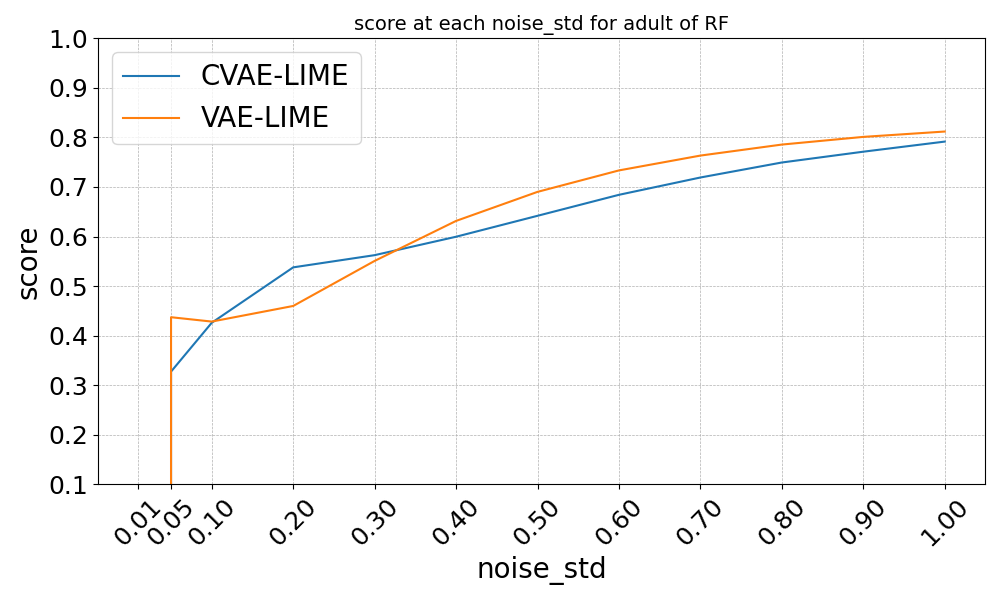 score at each noise_std for adult of RF
CVAE-LIME
VAE-LIME
score
1.0
0.9
0.8
0.7
0.6
0.5
0.4
0.3
0.2
0.1
0.01 0.05 0.10 0.20 0.30 0.40 0.50 0.60 0.70 0.80 0.90 1.00
noise_std